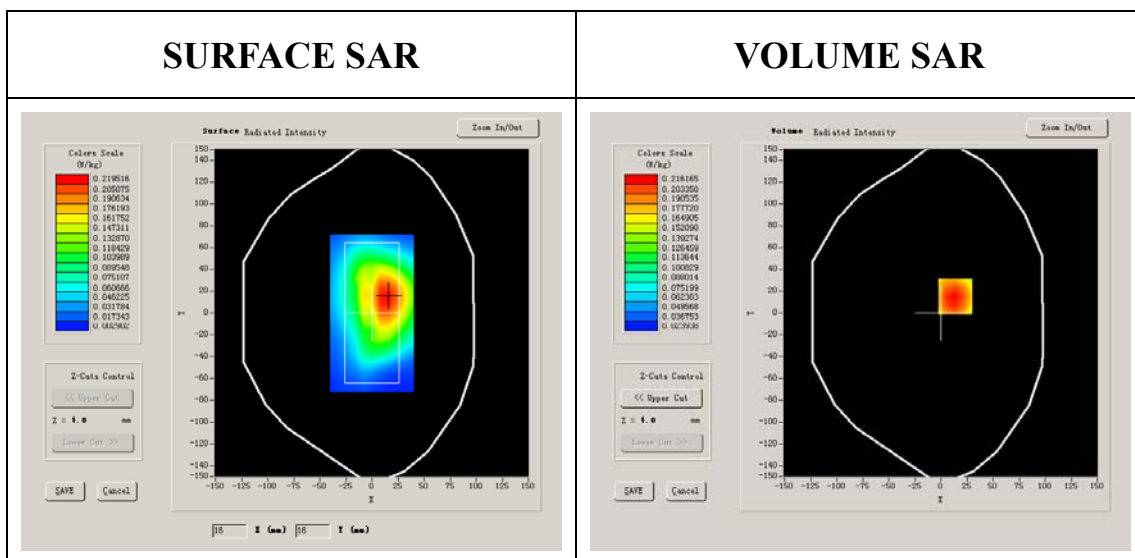 SURFACE SAR
VOLUME SAR
Surface Radiated Intensity
Zoom In/Out
Colors Scale
(W/kg)
0.219516
0.205075
0.190634
0.176193
0.161752
0.147311
0.132870
0.118429
0.103989
0.089548
0.075107
0.060666
0.046225
0.031784
0.017343
150
120
100
80
60
40
20
0
-20
-40
-60
-80
-100
-120
-140
-150
Y
-150 -125 -100 -75 -50 -25 0 25 50 75 100 125 150
X
Z-Cuts Control
<< Upper Cut
Z = 4.0 mm
Lower Cut >>
SAVE Cancel
16 X (mm) 16 Y (mm)
Volume Radiated Intensity
Zoom In/Out
Colors Scale
(W/kg)
0.216165
0.203350
0.190535
0.177720
0.164905
0.152090
0.139274
0.126459
0.113644
0.100829
0.088014
0.075199
0.062383
0.049568
0.036753
150
120
100
80
60
40
20
0
-20
-40
-60
-80
-100
-120
-140
-150
Y
-150 -125 -100 -75 -50 -25 0 25 50 75 100 125 150
X
Z-Cuts Control
<< Upper Cut
Z = 4.0 mm
Lower Cut >>
SAVE Cancel